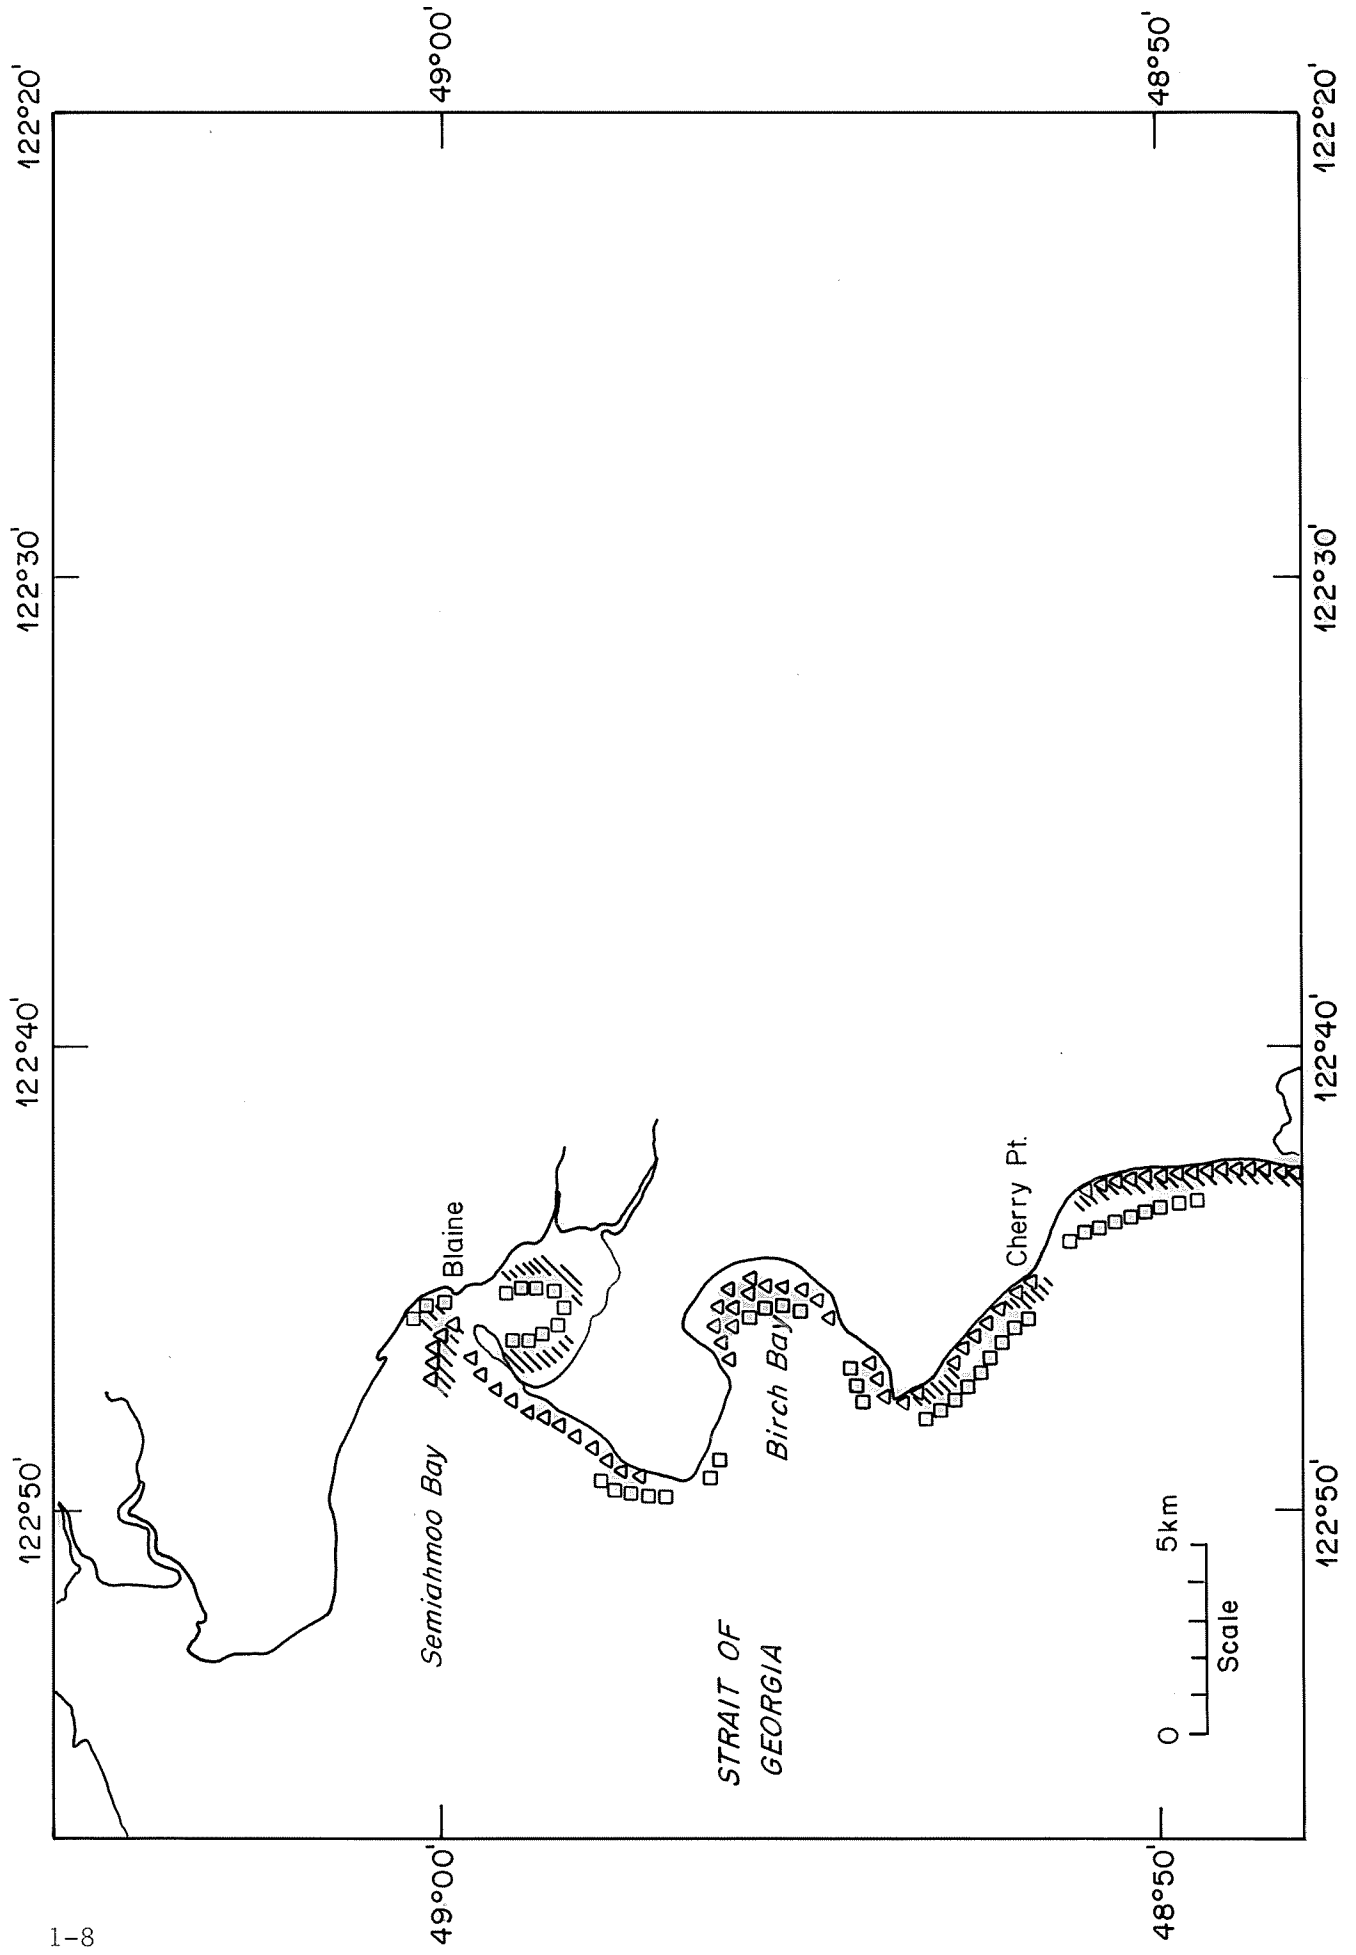 1-8
122°50'
122°40'
122°30'
122°20'
49°00'
49°00'
Semiahmoo Bay
Blaine
STRAIT OF
GEORGIA
Birch Bay
Cherry Pt.
0
5km
Scale
48°50'
48°50'
122°50'
122°40'
122°30'
122°20'